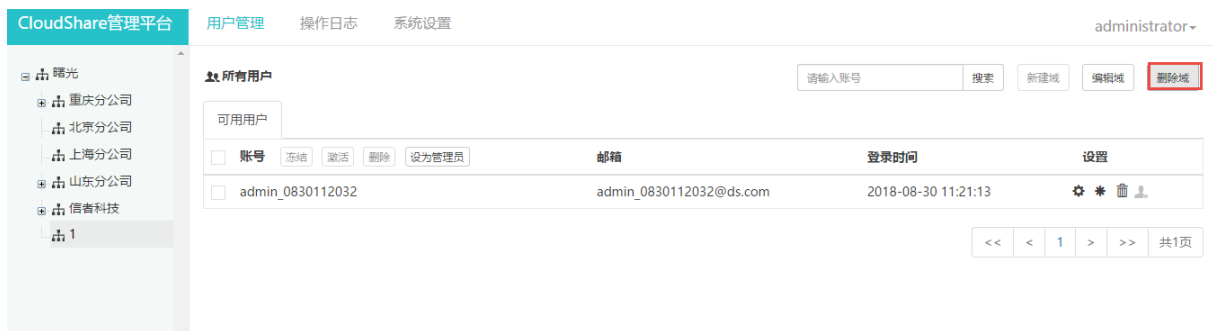 CloudShare管理平台 用户管理 操作日志 系统设置 administrator
曙光
重庆分公司
北京分公司
上海分公司
山东分公司
信者科技
1
所有用户 请输入账号 搜索 新建域 编辑域 删除域
可用用户
账号 冻结 激活 删除 设为管理员 邮箱 登录时间 设置
admin_0830112032 admin_0830112032@ds.com 2018-08-30 11:21:13
<< < 1 > >> 共1页